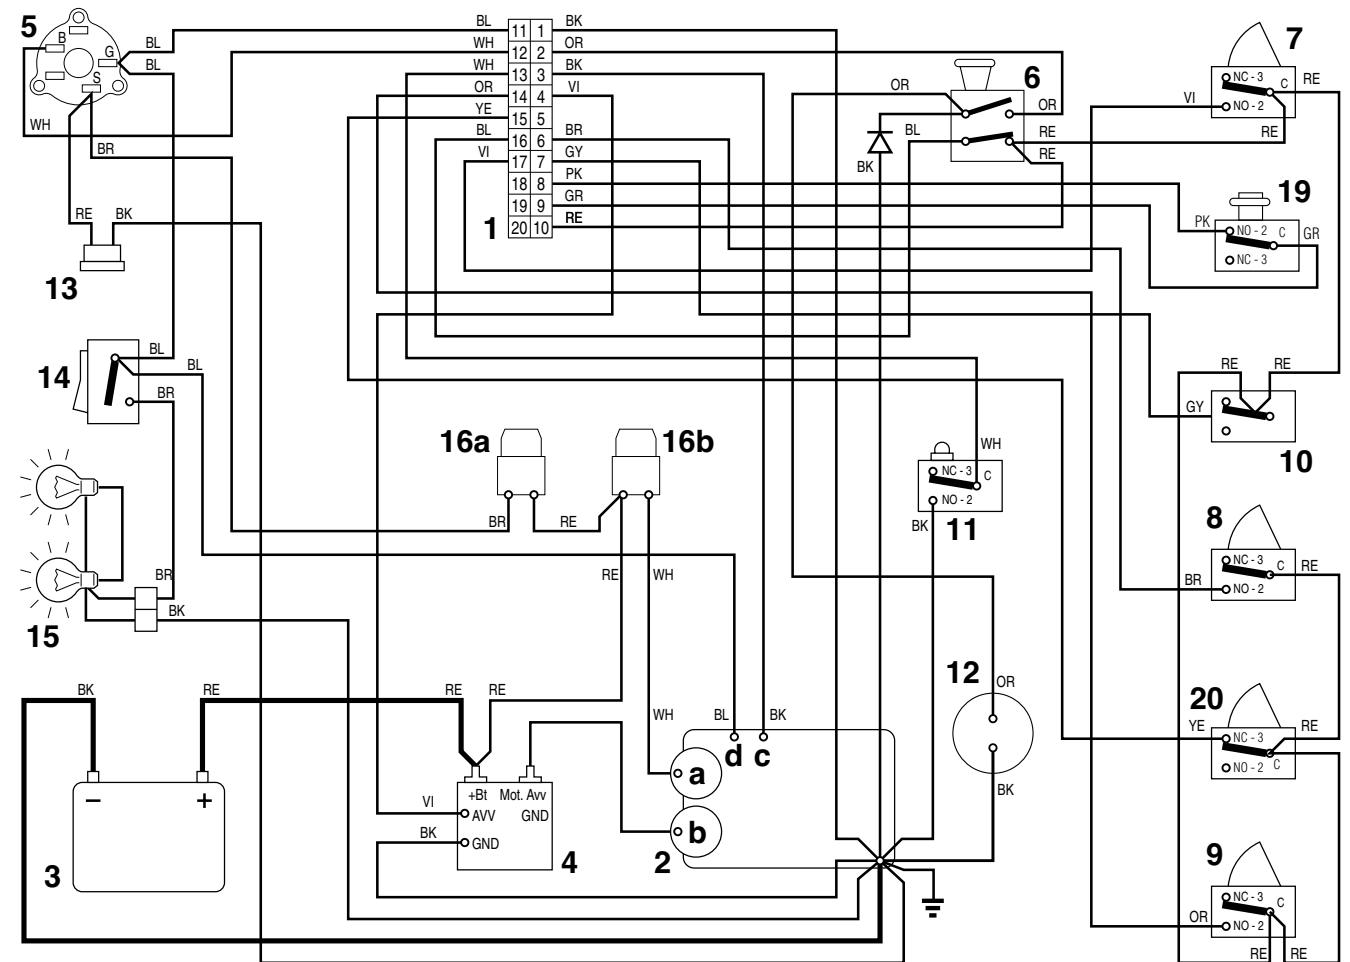 5
B
G
S
BL
BL
WH
BR
RE
BK
13
BL
WH
WH
OR
YE
BL
VI
11 1
12 2
13 3
14 4
15 5
16 6
17 7
18 8
19 9
20 10
1
BK
OR
BK
VI
BR
GY
PK
GR
RE
OR
6
OR
BL
RE
RE
BK
7
NC - 3
C
RE
VI
NO - 2
RE
19
PK
NO - 2
C
GR
NC - 3
14
BL
BL
BR
16a
16b
BR
RE
RE
WH
WH
WH
NC - 3
C
NO - 2
BK
11
RE
RE
GY
10
8
NC - 3
C
RE
BR
NO - 2
15
BR
BK
12
OR
BK
20
YE
NC - 3
RE
NO - 2
C
BK
RE
RE
RE
3
−
+
+Bt
Mot. Avv
VI
AVV
GND
BK
GND
4
BL
BK
d
c
a
b
2
9
NC - 3
C
OR
NO - 2
RE
RE